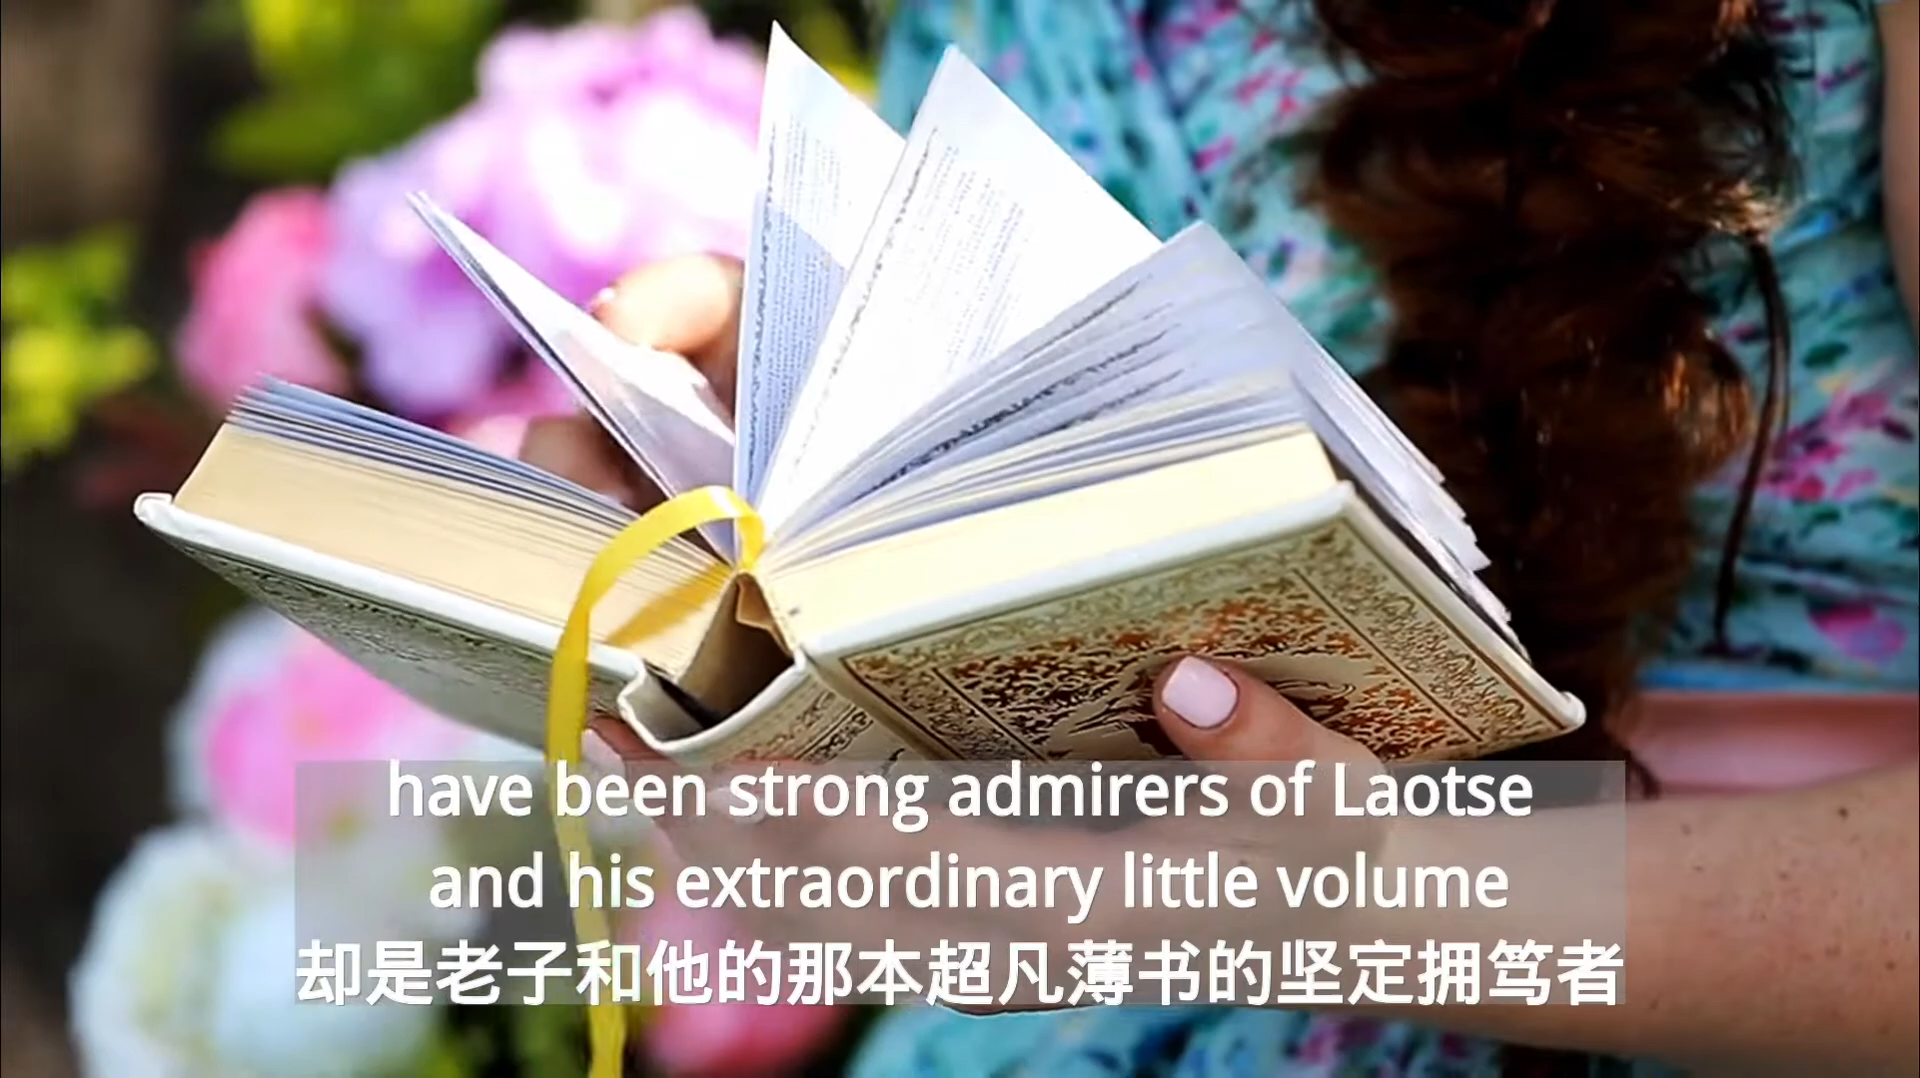 have been strong admirers of Laotse
and his extraordinary little volume
却是老子和他的那本超凡薄书的坚定拥笃者